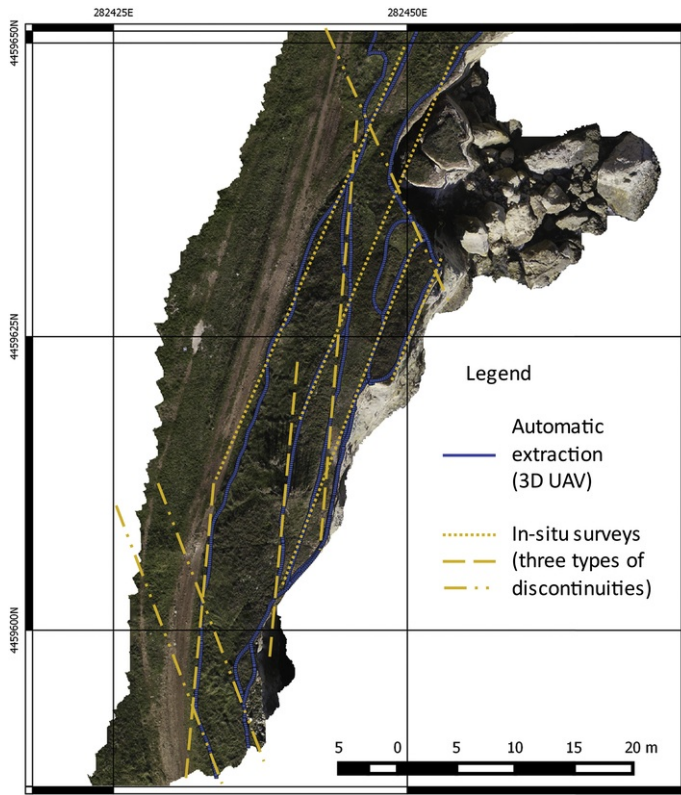 282425E
282450E
4459650N
4459625N
4459600N
Legend
Automatic
extraction
(3D UAV)
In-situ surveys
(three types of
discontinuities)
5 0 5 10 15 20 m